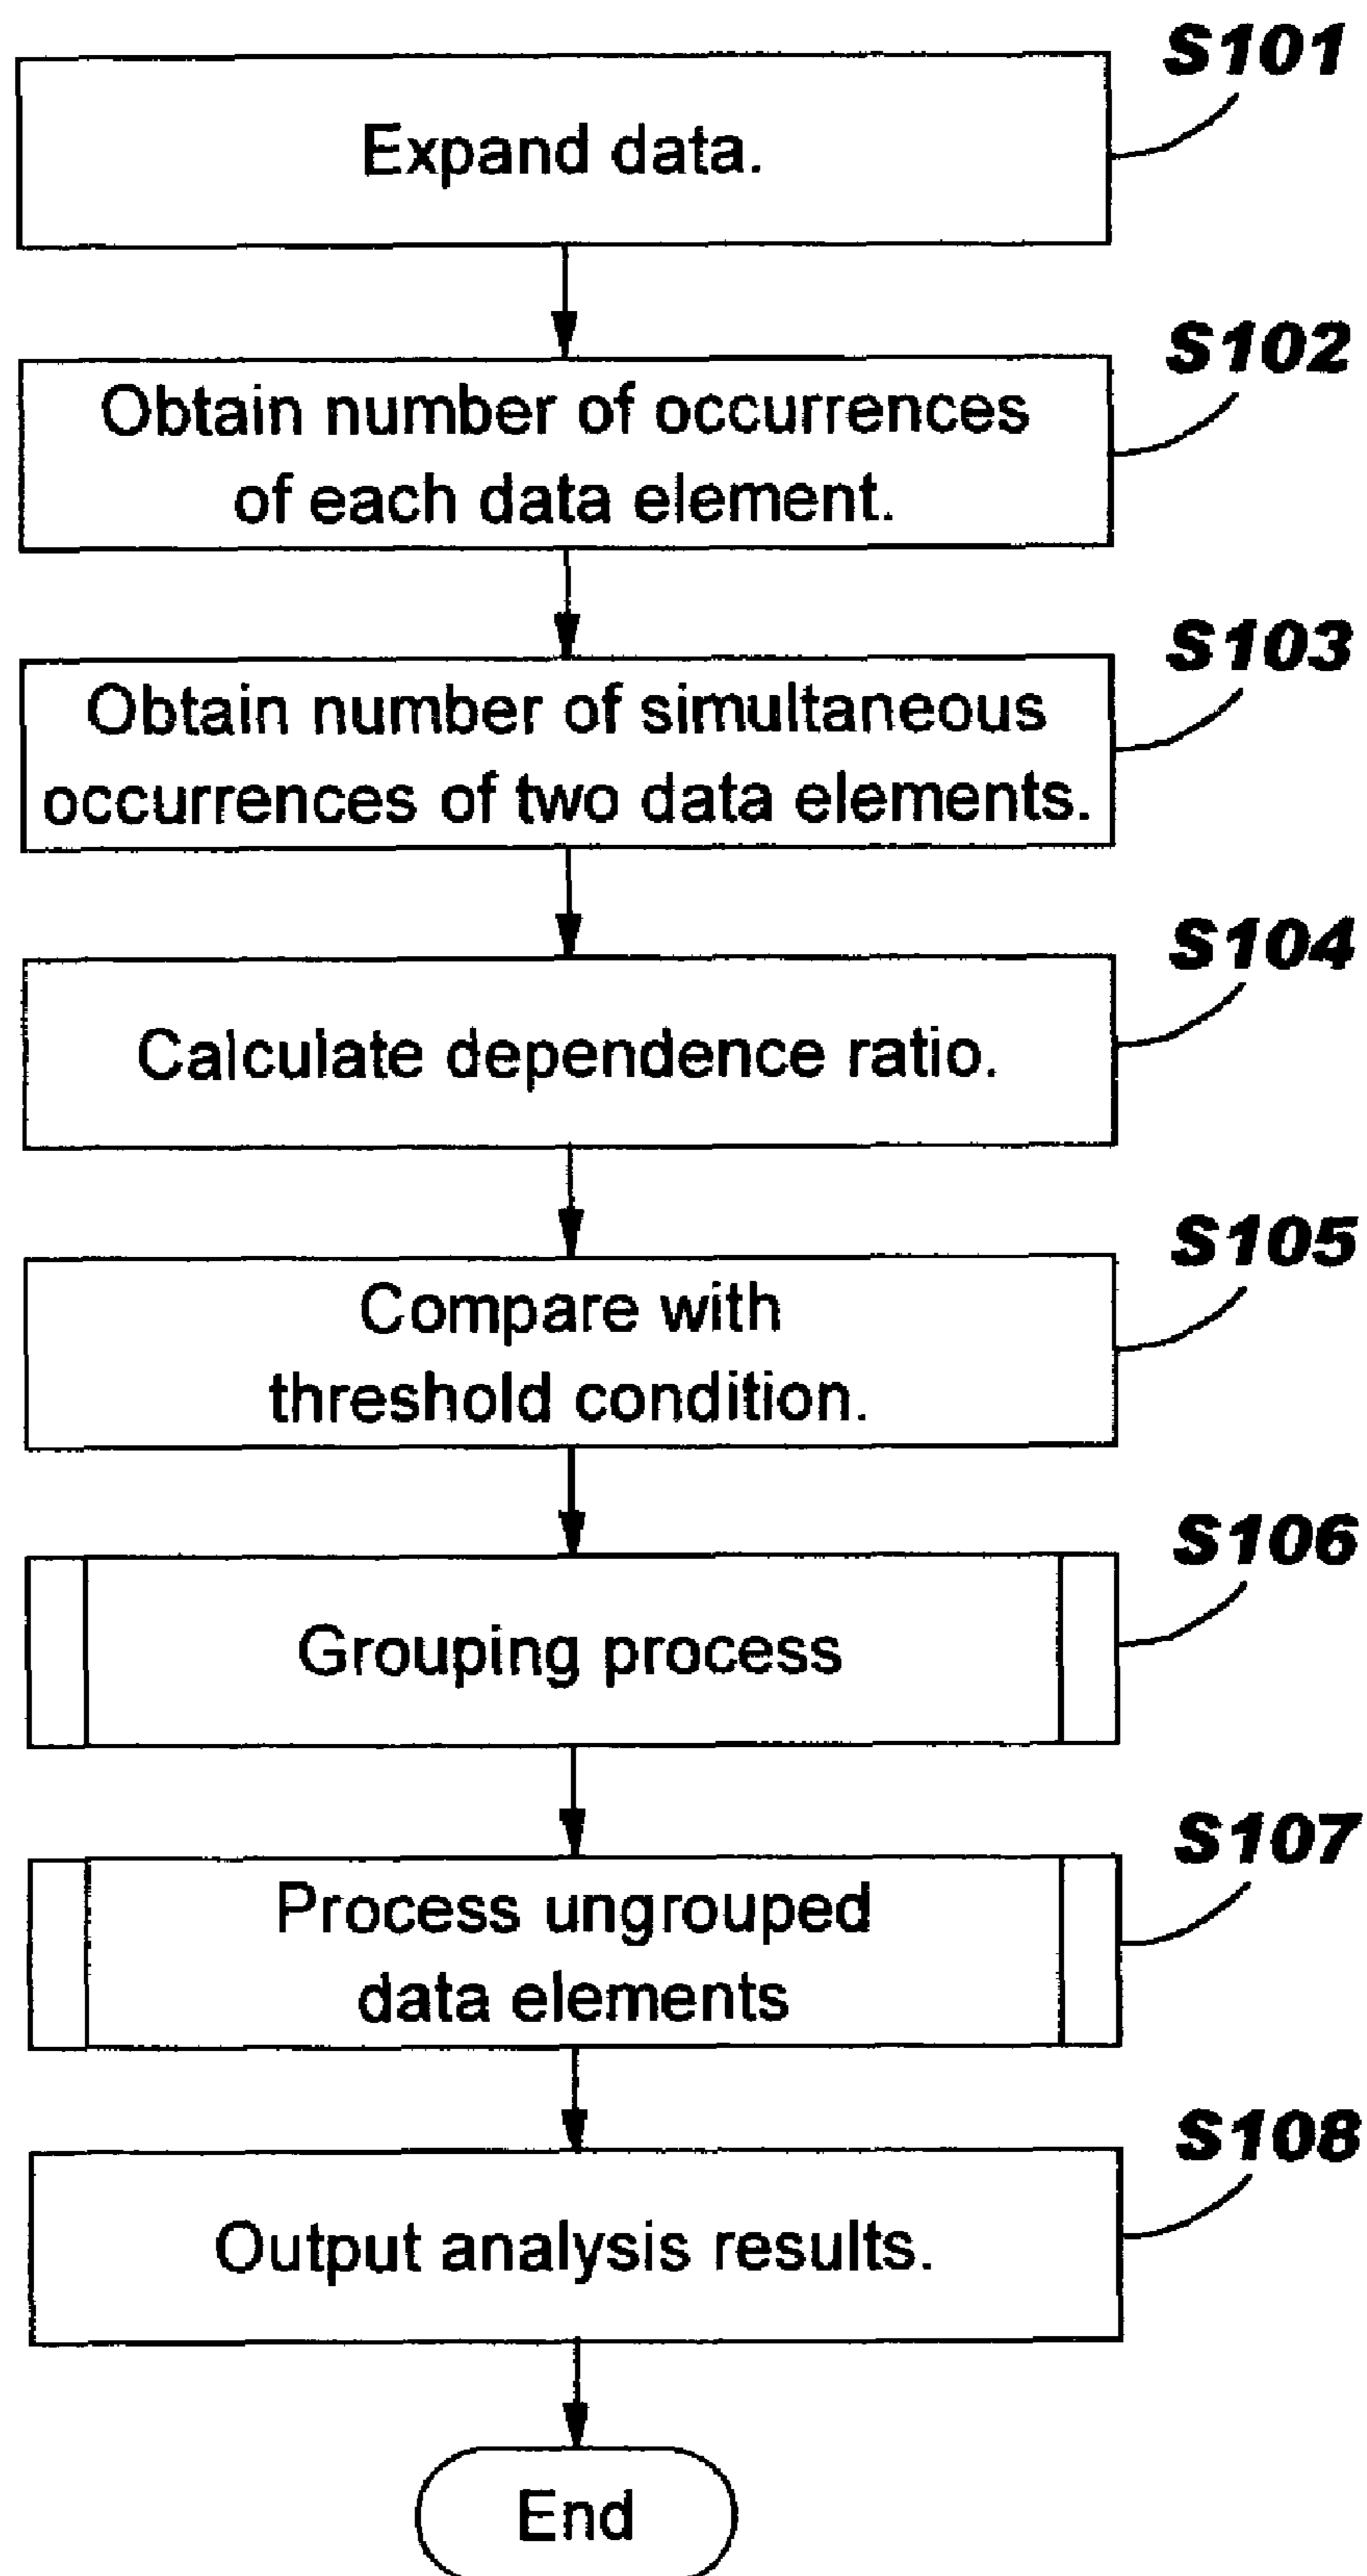 S101
Expand data.
S102
Obtain number of occurrences
of each data element.
S103
Obtain number of simultaneous
occurrences of two data elements.
S104
Calculate dependence ratio.
S105
Compare with
threshold condition.
S106
Grouping process
S107
Process ungrouped
data elements
S108
Output analysis results.
End